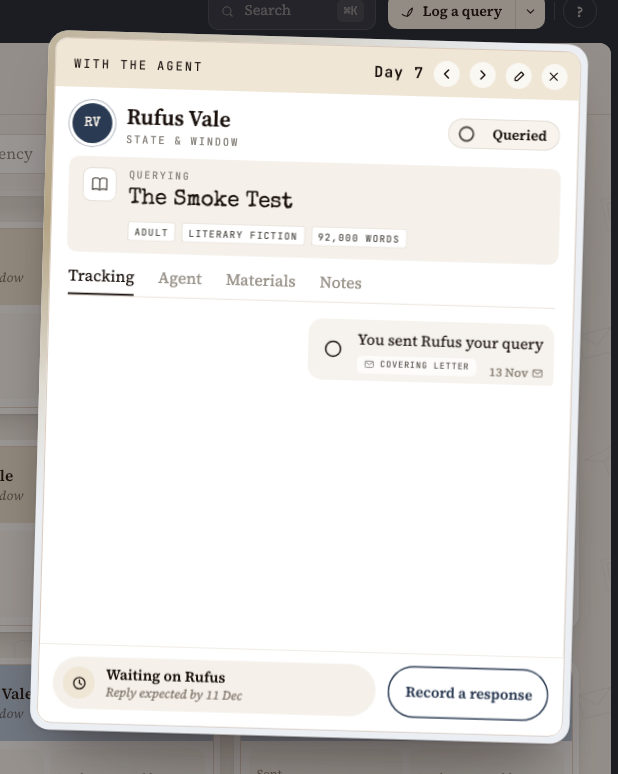 Search
⌘K
Log a query
?
WITH THE AGENT
Day 7
RV
Rufus Vale
STATE & WINDOW
Queried
ency
QUERYING
The Smoke Test
ADULT
LITERARY FICTION
92,000 WORDS
dow
Tracking
Agent
Materials
Notes
You sent Rufus your query
COVERING LETTER
13 Nov
ale
dow
Waiting on Rufus
Reply expected by 11 Dec
Record a response
Vale
dow
Sent